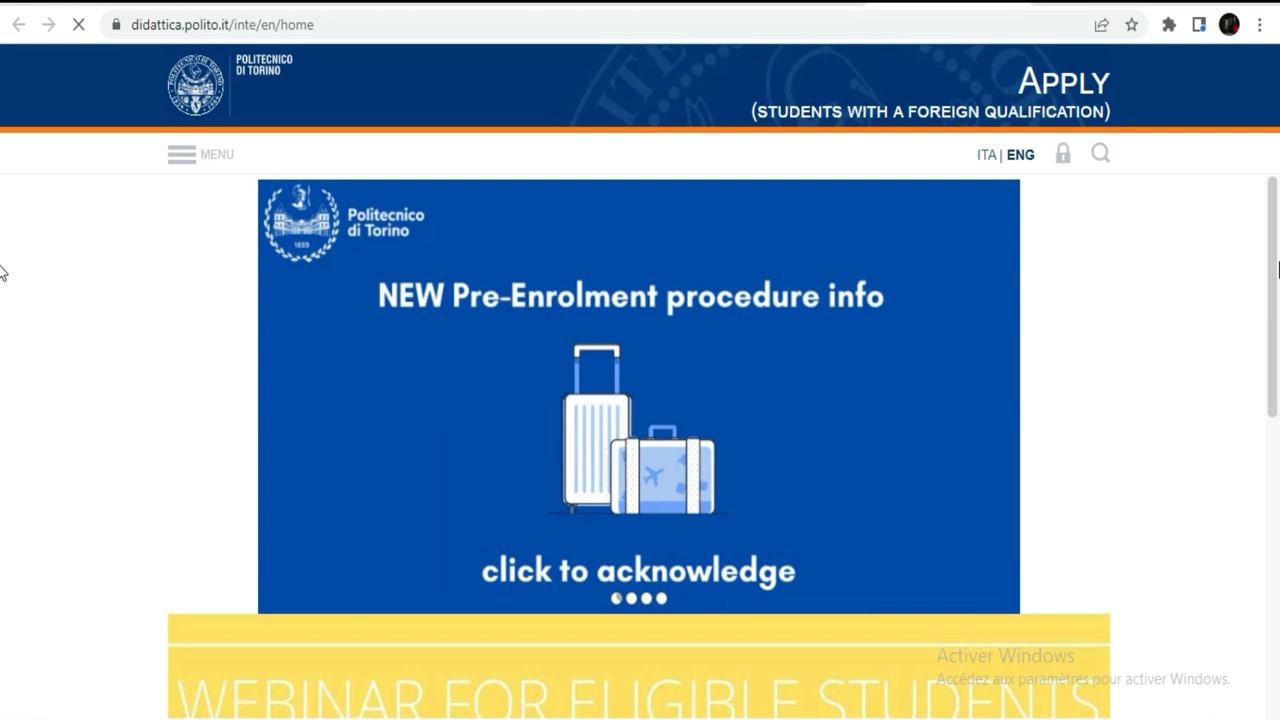 didattica.polito.it/inte/en/home
POLITECNICO
DI TORINO
APPLY
(STUDENTS WITH A FOREIGN QUALIFICATION)
MENU
ITA | ENG
Politecnico
di Torino
1859
NEW Pre-Enrolment procedure info
click to acknowledge
WEBINAR FOR ELIGIBLE STUDENTS
Activer Windows
Accédez aux paramètres pour activer Windows.